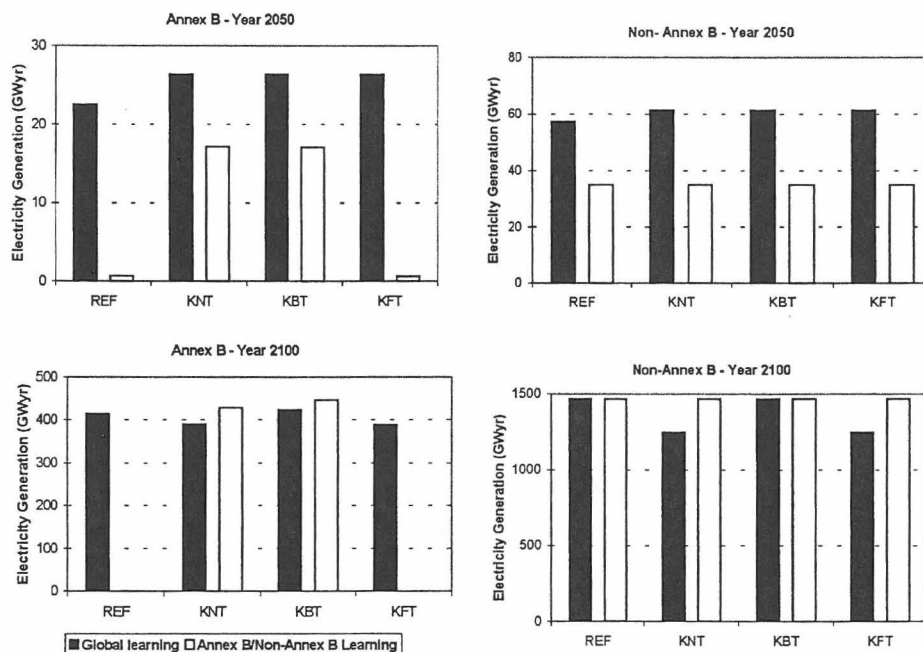 Annex B - Year 2050
Electricity Generation (GWyr)
30
20
10
0
REF KNT KBT KFT
Non- Annex B - Year 2050
Electricity Generation (GWyr)
80
60
40
20
0
REF KNT KBT KFT
Annex B - Year 2100
Electricity Generation (GWyr)
500
400
300
200
100
0
REF KNT KBT KFT
Global learning Annex B/Non-Annex B Learning
Non-Annex B - Year 2100
Electricity Generation (GWyr)
1500
1000
500
0
REF KNT KBT KFT